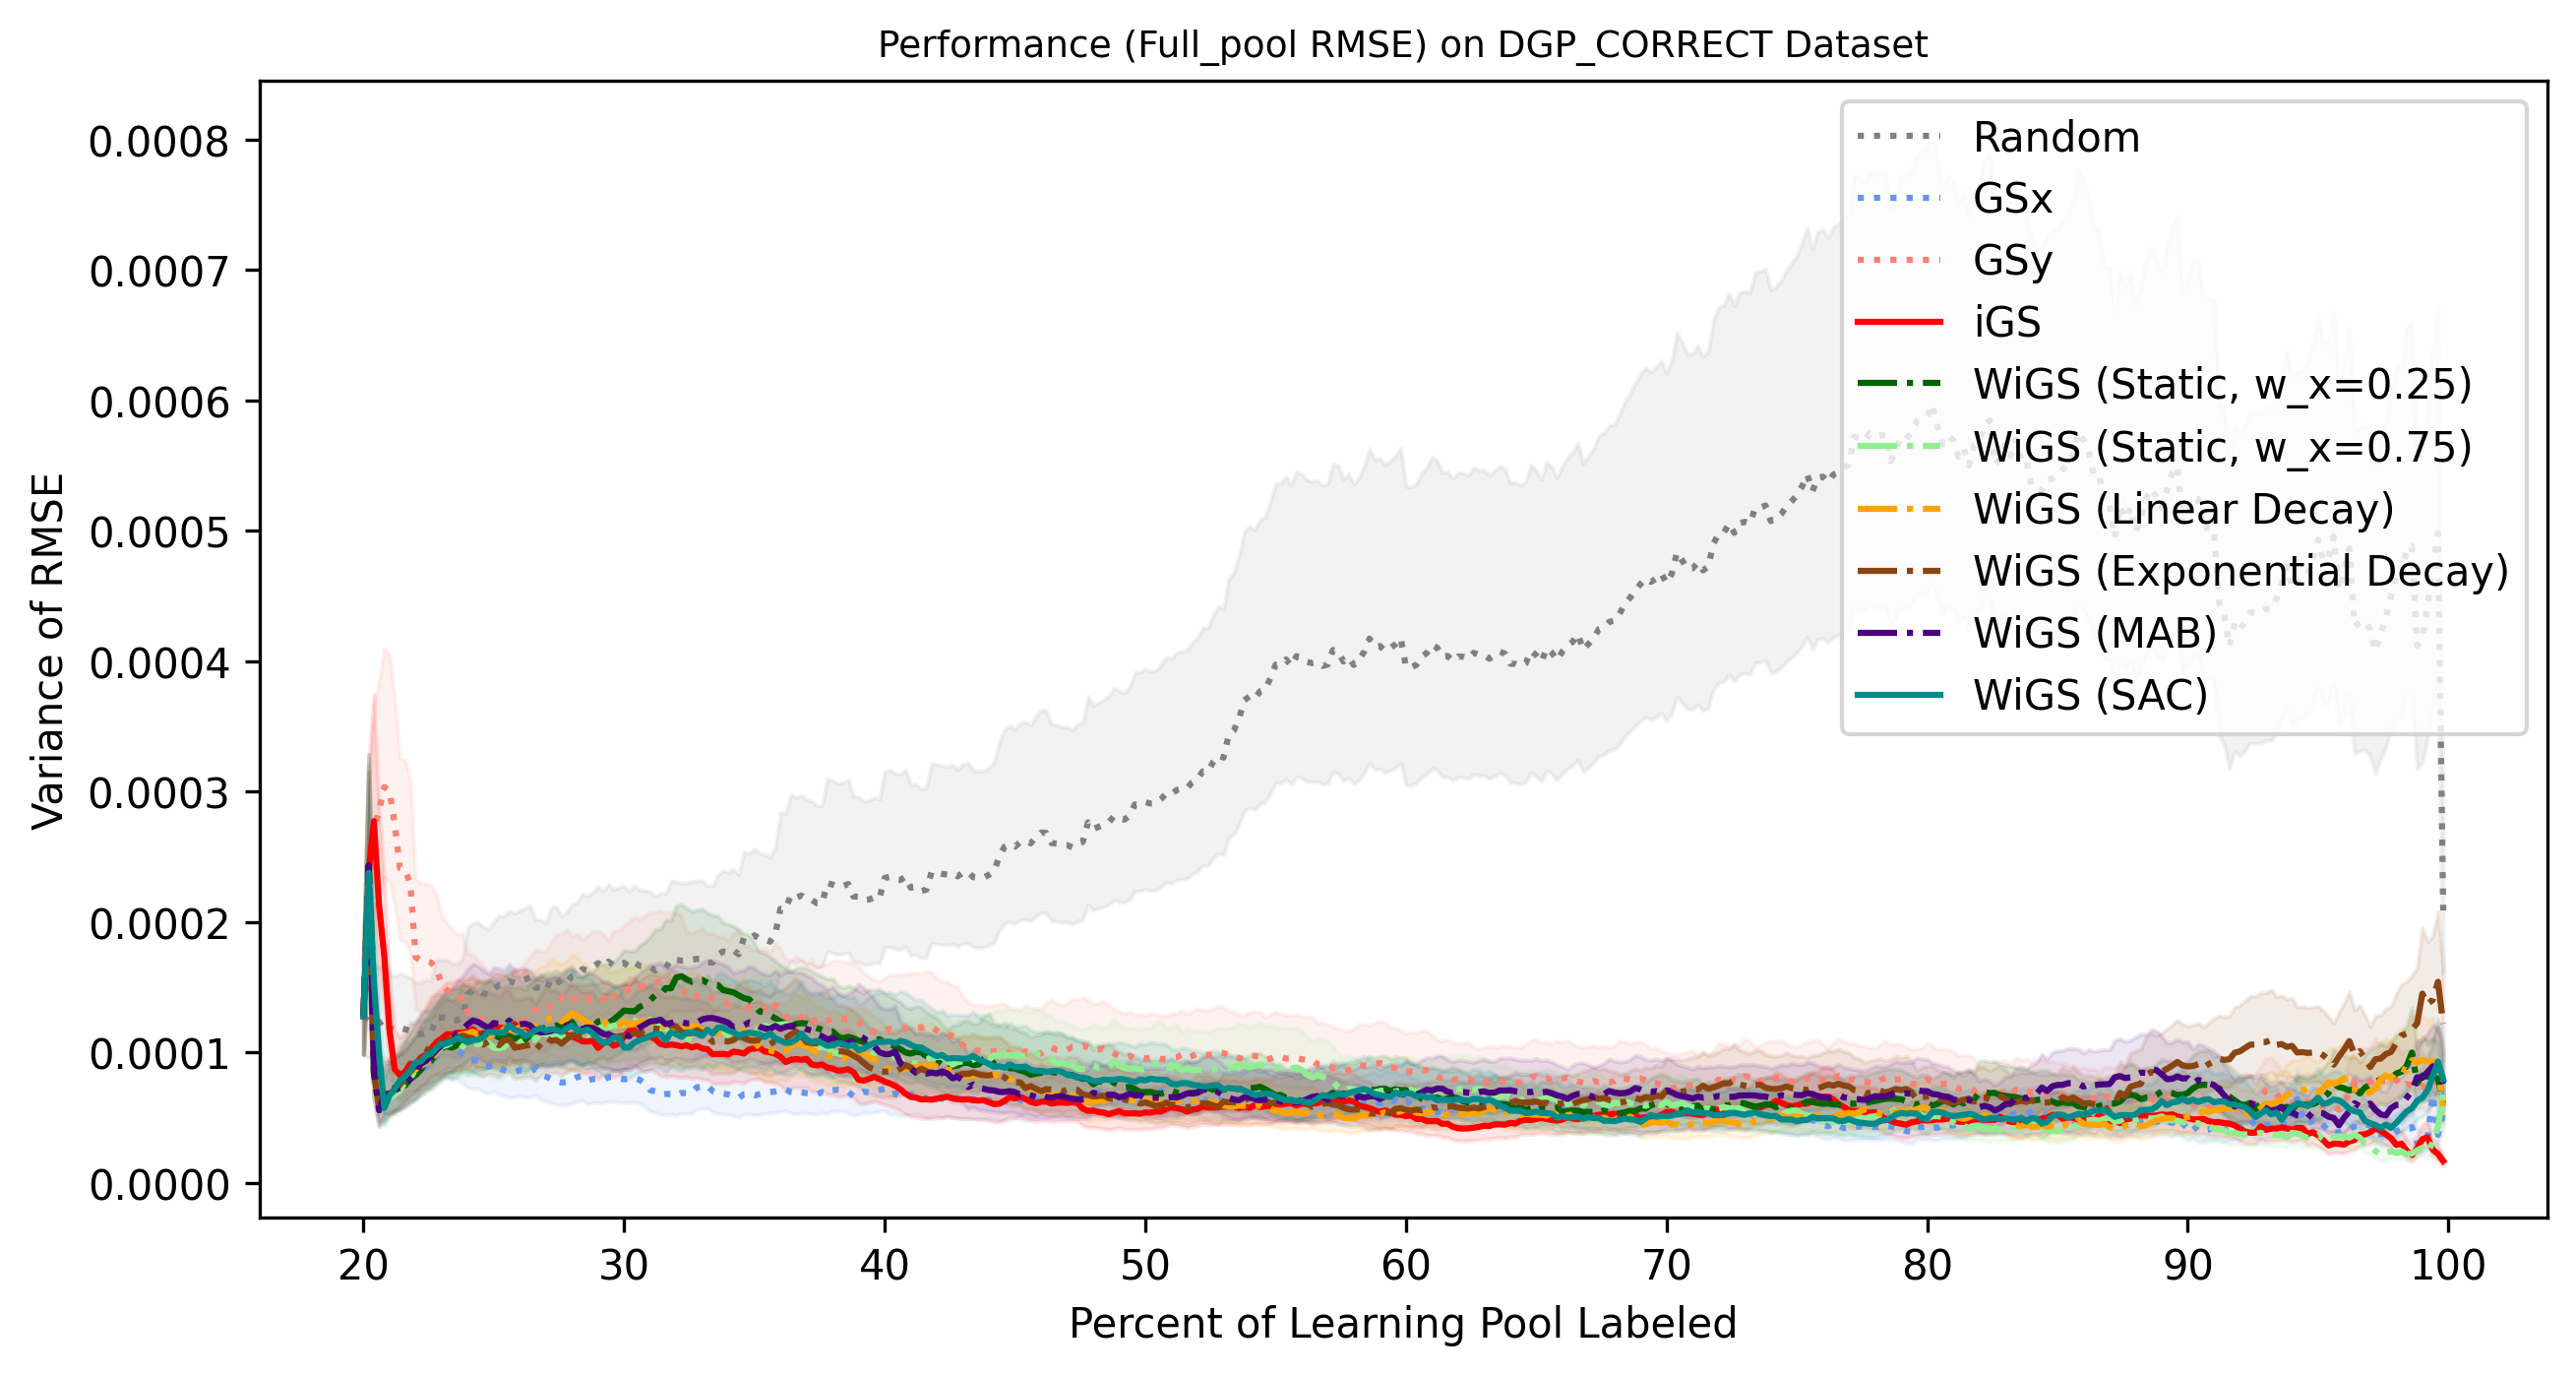 Performance (Full_pool RMSE) on DGP_CORRECT Dataset
Variance of RMSE
0.0008
0.0007
0.0006
0.0005
0.0004
0.0003
0.0002
0.0001
0.0000
Random
GSx
GSy
iGS
WiGS (Static, w_x=0.25)
WiGS (Static, w_x=0.75)
WiGS (Linear Decay)
WiGS (Exponential Decay)
WiGS (MAB)
WiGS (SAC)
20 30 40 50 60 70 80 90 100
Percent of Learning Pool Labeled